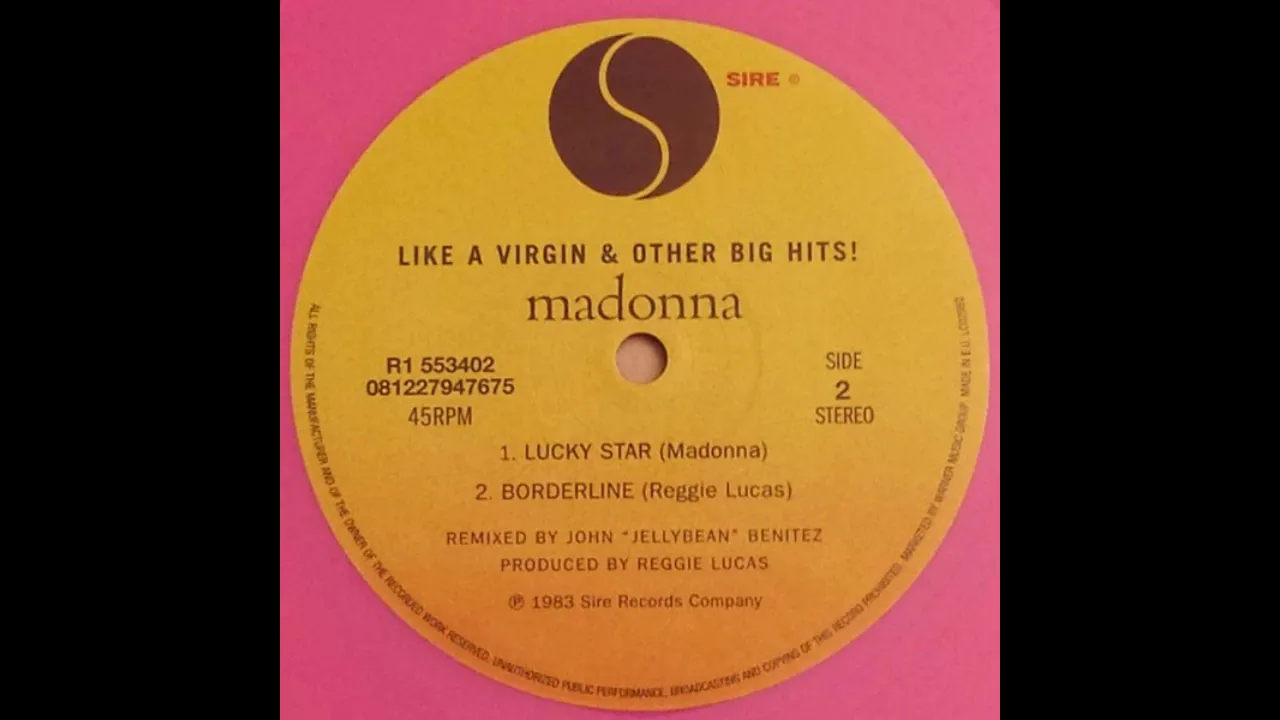 SIRE ®
LIKE A VIRGIN & OTHER BIG HITS!
madonna
R1 553402
081227947675
45RPM
SIDE
2
STEREO
1. LUCKY STAR (Madonna)
2. BORDERLINE (Reggie Lucas)
REMIXED BY JOHN "JELLYBEAN" BENITEZ
PRODUCED BY REGGIE LUCAS
℗ 1983 Sire Records Company
ALL RIGHTS OF THE MANUFACTURER AND OF THE OWNER OF THE RECORDED WORK RESERVED. UNAUTHORIZED PUBLIC PERFORMANCE, BROADCASTING AND COPYING OF THIS RECORD PROHIBITED. MARKETED BY WARNER MUSIC GROUP. MADE IN E.U.